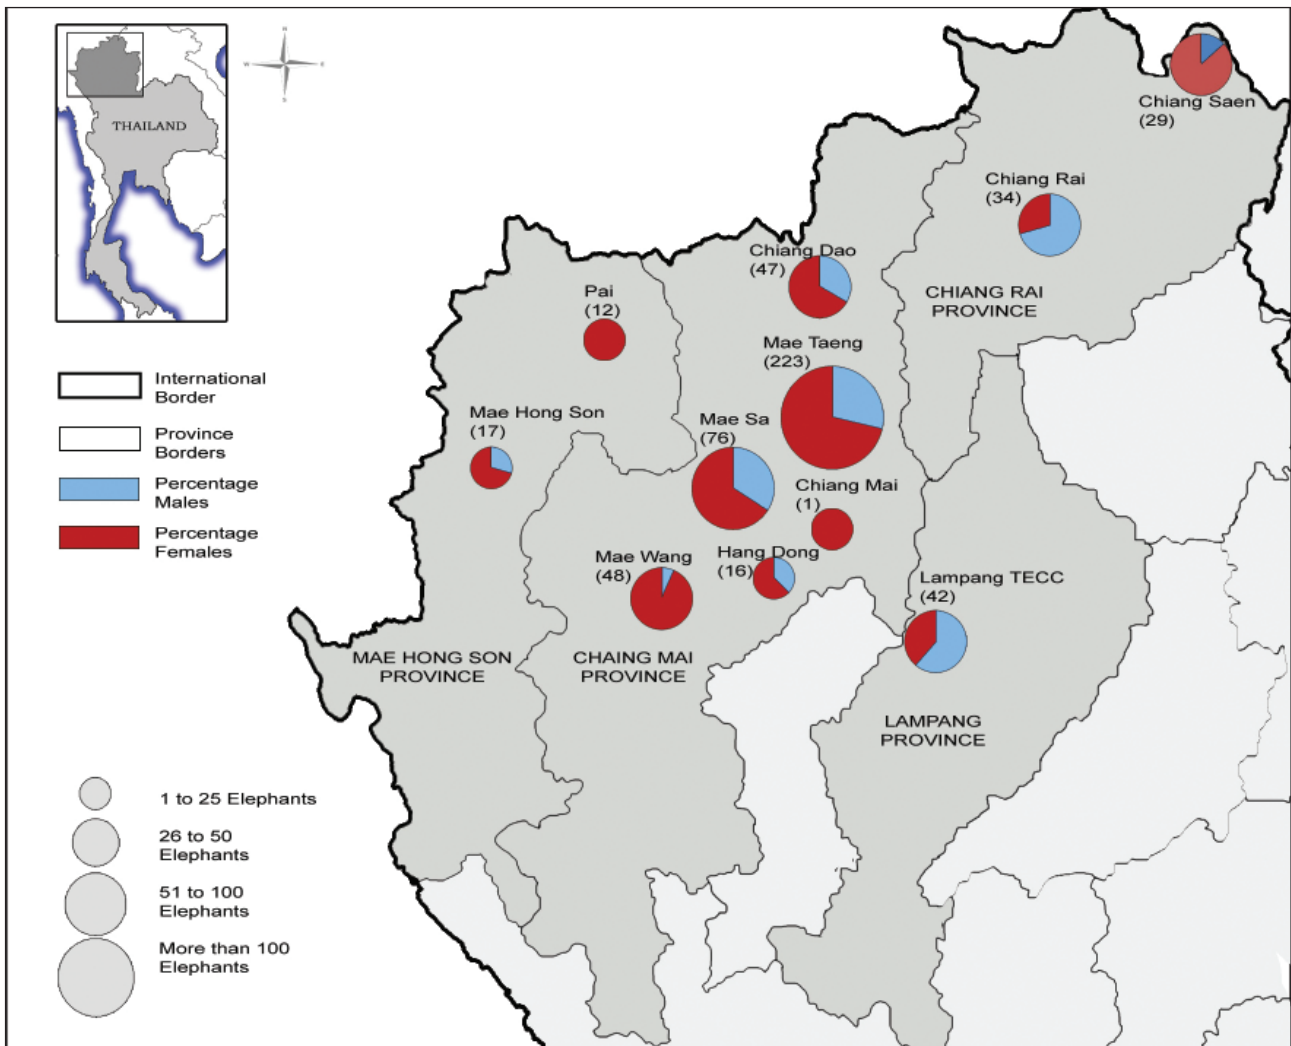 N
W
E
S
THAILAND
Chiang Saen
(29)
Chiang Rai
(34)
Chiang Dao
(47)
CHIANG RAI
PROVINCE
Pai
(12)
Mae Taeng
(223)
International
Border
Mae Hong Son
(17)
Mae Sa
(76)
Province
Borders
Percentage
Males
Chiang Mai
(1)
Percentage
Females
Mae Wang
(48)
Hang Dong
(16)
Lampang TECC
(42)
MAE HONG SON
PROVINCE
CHAING MAI
PROVINCE
LAMPANG
PROVINCE
1 to 25 Elephants
26 to 50
Elephants
51 to 100
Elephants
More than 100
Elephants